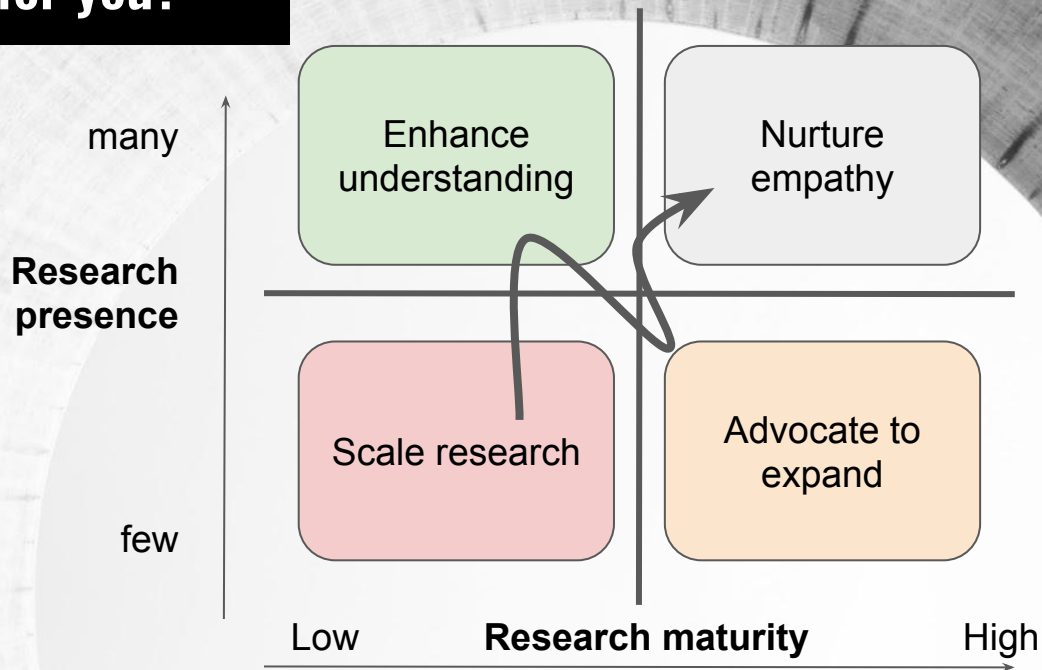 for you?
many
Enhance
understanding
Nurture
empathy
Research
presence
Scale research
Advocate to
expand
few
Low
Research maturity
High